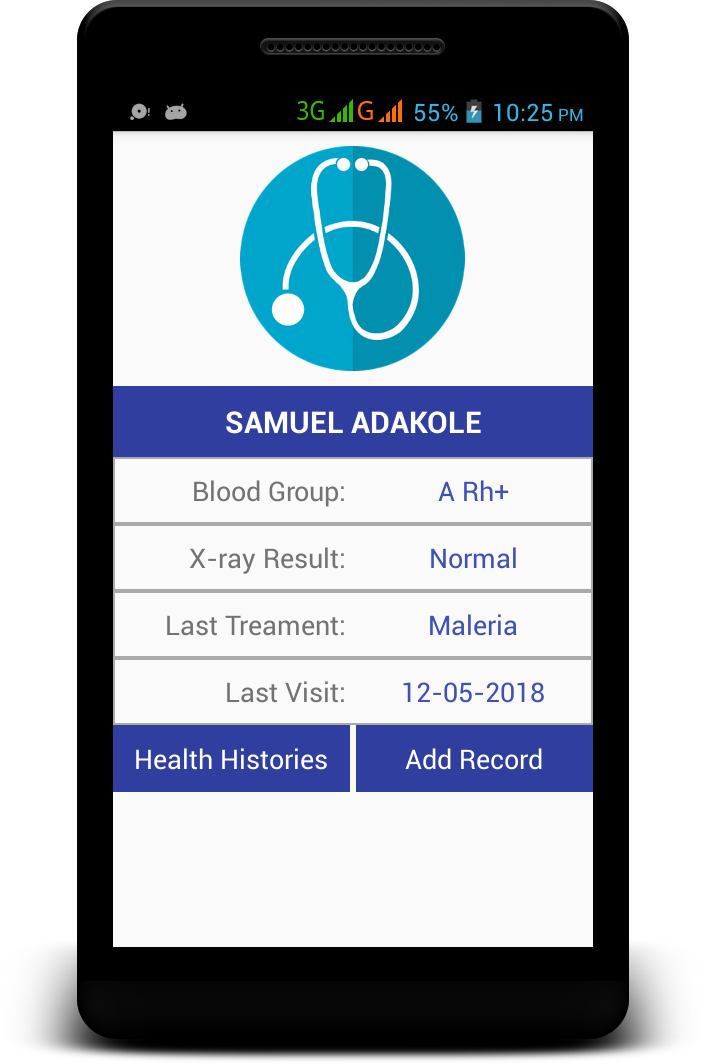 3G G 55% 10:25 PM
SAMUEL ADAKOLE
Blood Group: A Rh+
X-ray Result: Normal
Last Treament: Maleria
Last Visit: 12-05-2018
Health Histories Add Record